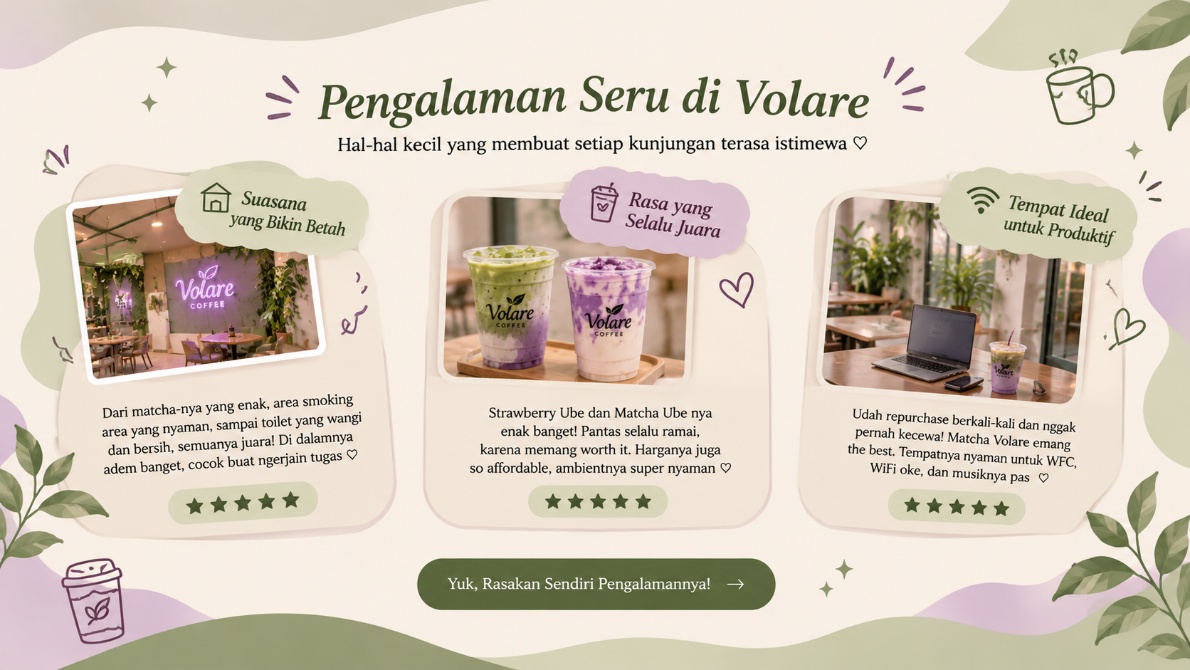 Pengalaman Seru di Volare
Hal-hal kecil yang membuat setiap kunjungan terasa istimewa ♡
Suasana
yang Bikin Betah
Volare
COFFEE
Dari matcha-nya yang enak, area smoking
area yang nyaman, sampai toilet yang wangi
dan bersih, semuanya juara! Di dalamnya
adem banget, cocok buat ngerjain tugas ♡
★★★★★
Rasa yang
Selalu Juara
Volare
COFFEE
Volare
COFFEE
Strawberry Ube dan Matcha Ube nya
enak banget! Pantas selalu ramai,
karena memang worth it. Harganya juga
so affordable, ambientnya super nyaman ♡
★★★★★
Tempat Ideal
untuk Produktif
Volare
Udah repurchase berkali-kali dan nggak
pernah kecewa! Matcha Volare emang
the best. Tempatnya nyaman untuk WFC,
WiFi oke, dan musiknya pas ♡
★★★★★
Yuk, Rasakan Sendiri Pengalamannya! →